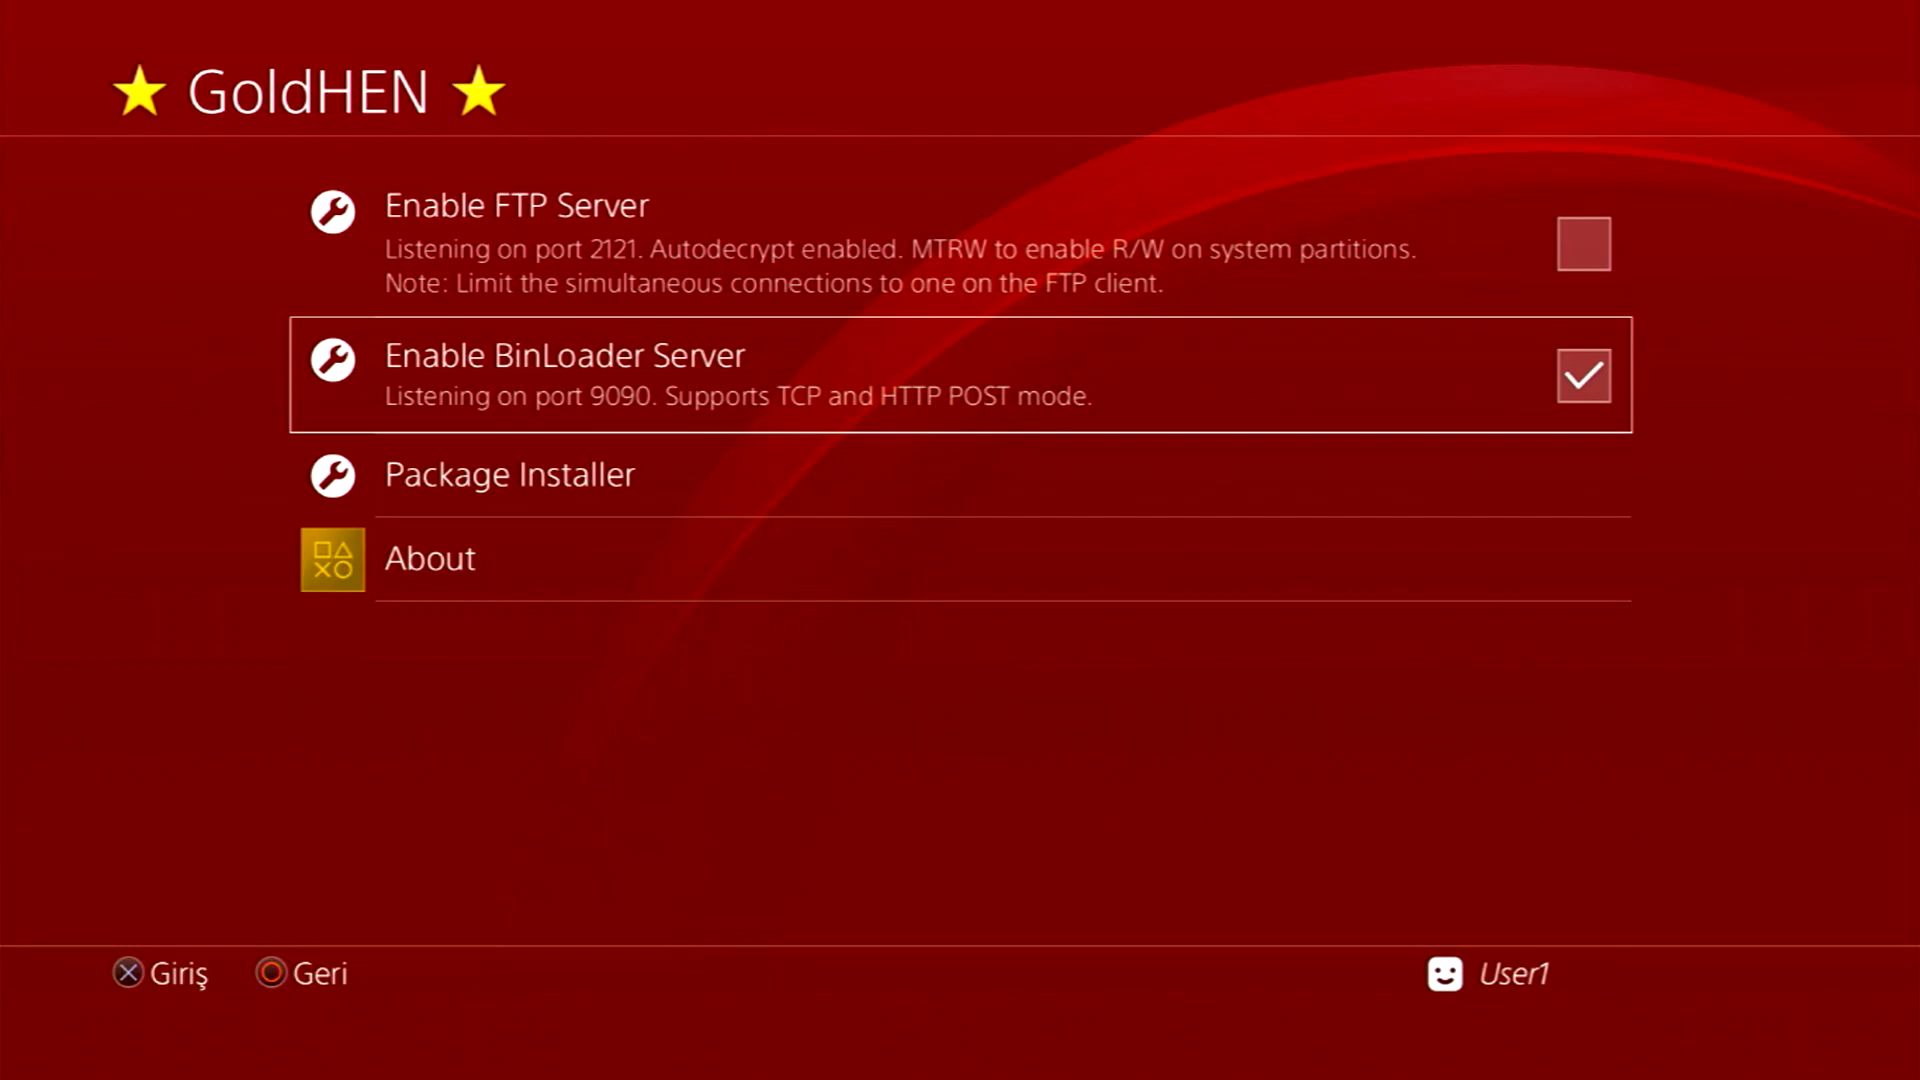 ★ GoldHEN ★
Enable FTP Server
Listening on port 2121. Autodecrypt enabled. MTRW to enable R/W on system partitions.
Note: Limit the simultaneous connections to one on the FTP client.
Enable BinLoader Server
Listening on port 9090. Supports TCP and HTTP POST mode.
Package Installer
About
Giriş Geri User1